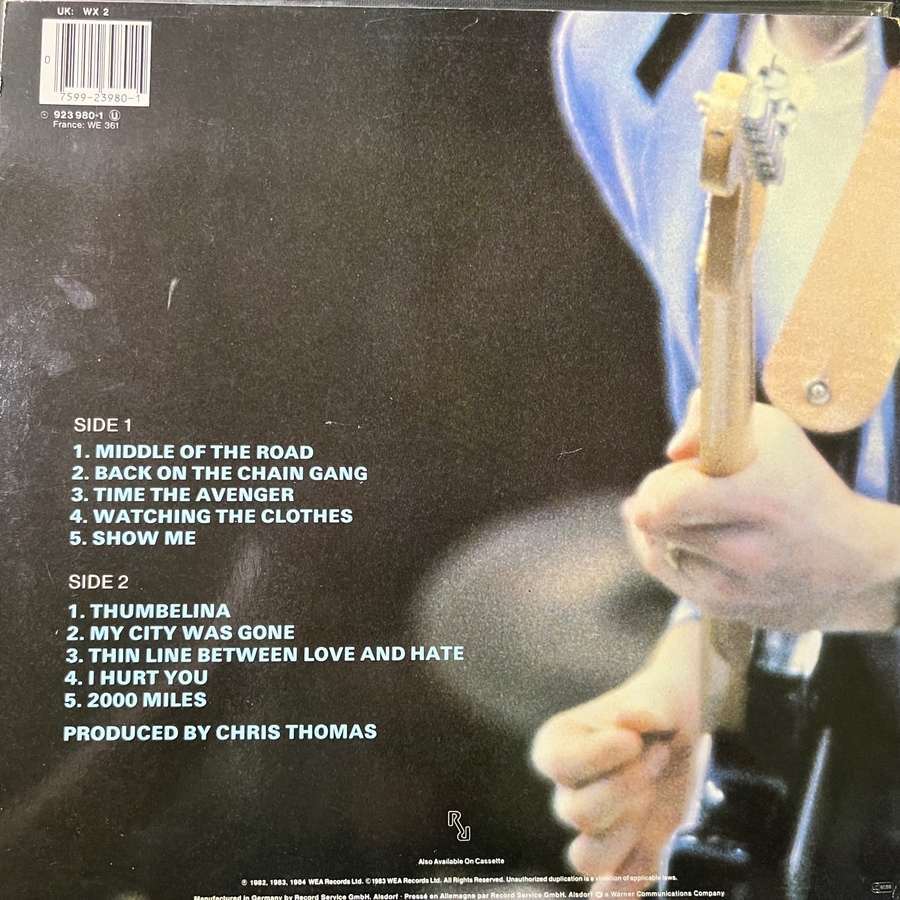 UK: WX 2
0
7599-23980-1
923 980-1 U
France: WE 361
SIDE 1
1. MIDDLE OF THE ROAD
2. BACK ON THE CHAIN GANG
3. TIME THE AVENGER
4. WATCHING THE CLOTHES
5. SHOW ME
SIDE 2
1. THUMBELINA
2. MY CITY WAS GONE
3. THIN LINE BETWEEN LOVE AND HATE
4. I HURT YOU
5. 2000 MILES
PRODUCED BY CHRIS THOMAS
R R
Also Available On Cassette
℗ 1982, 1983, 1984 WEA Records Ltd. © 1983 WEA Records Ltd. All Rights Reserved. Unauthorized duplication is a violation of applicable laws.
Manufactured in Germany by Record Service GmbH, Alsdorf · Pressé en Allemagne par Record Service GmbH, Alsdorf a Warner Communications Company